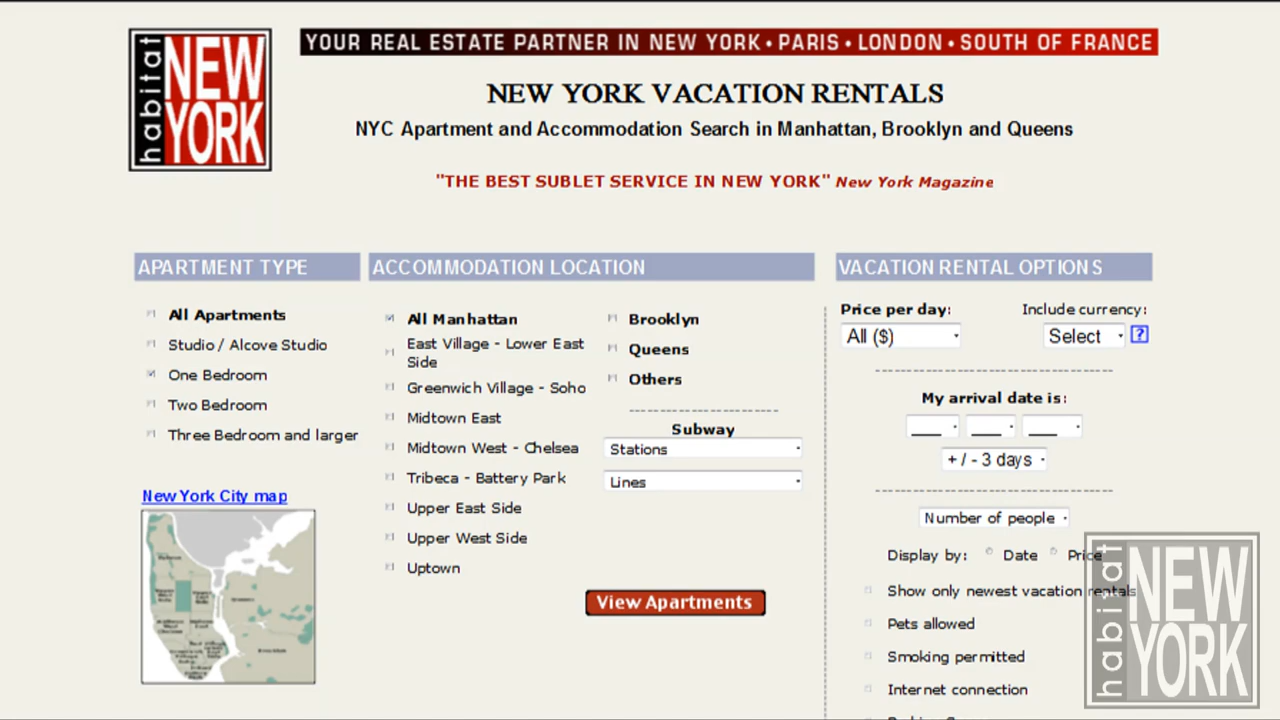 habitat
NEW
YORK
YOUR REAL ESTATE PARTNER IN NEW YORK • PARIS • LONDON • SOUTH OF FRANCE
NEW YORK VACATION RENTALS
NYC Apartment and Accommodation Search in Manhattan, Brooklyn and Queens
"THE BEST SUBLET SERVICE IN NEW YORK" New York Magazine
APARTMENT TYPE
All Apartments
Studio / Alcove Studio
One Bedroom
Two Bedroom
Three Bedroom and larger
New York City map
ACCOMMODATION LOCATION
All Manhattan
East Village - Lower East
Side
Greenwich Village - Soho
Midtown East
Midtown West - Chelsea
Tribeca - Battery Park
Upper East Side
Upper West Side
Uptown
Brooklyn
Queens
Others
Subway
Stations
Lines
View Apartments
VACATION RENTAL OPTIONS
Price per day:
All ($)
Include currency:
Select
?
My arrival date is:
+ / - 3 days
Number of people
Display by: Date Price
Show only newest vacation rentals
Pets allowed
Smoking permitted
Internet connection
habitat
NEW
YORK